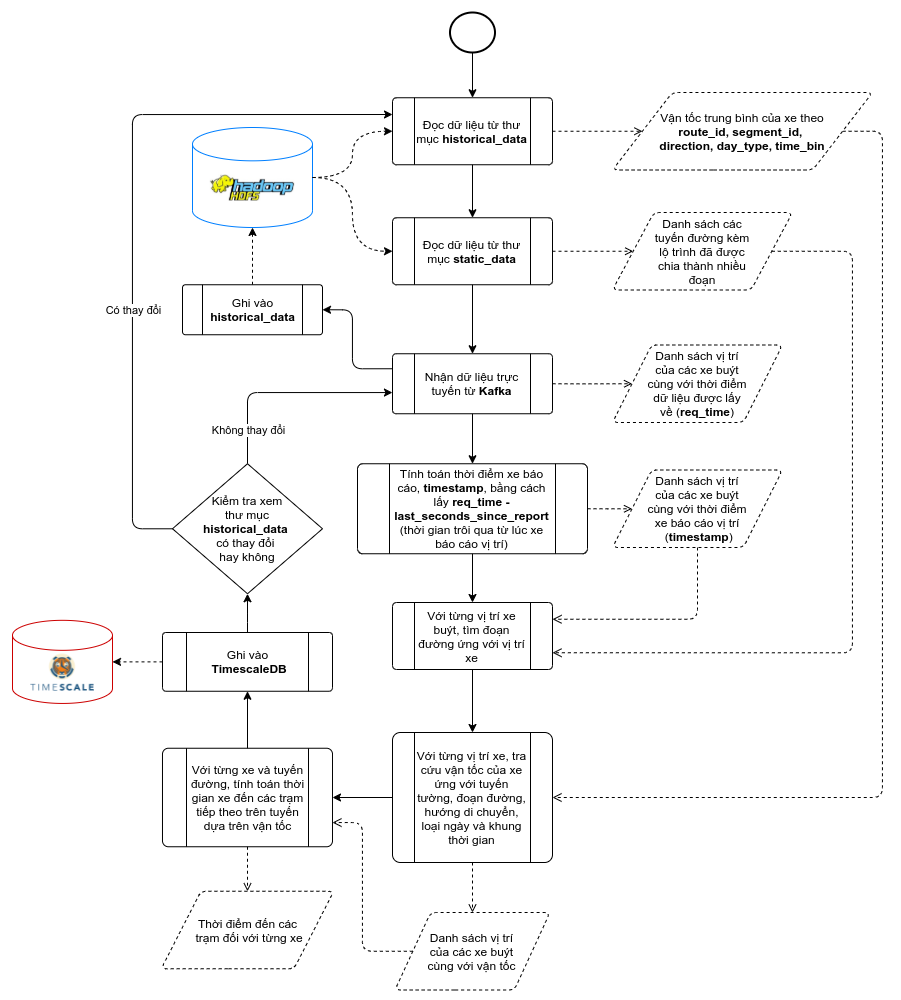 Đọc dữ liệu từ thư
mục historical_data
Vận tốc trung bình của xe theo
route_id, segment_id,
direction, day_type, time_bin
hadoop
HDFS
Đọc dữ liệu từ thư
mục static_data
Danh sách các
tuyến đường kèm
lộ trình đã được
chia thành nhiều
đoạn
Ghi vào
historical_data
Có thay đổi
Nhận dữ liệu trực
tuyến từ Kafka
Danh sách vị trí
của các xe buýt
cùng với thời điểm
dữ liệu được lấy
về (req_time)
Không thay đổi
Tính toán thời điểm xe báo
cáo, timestamp, bằng cách
lấy req_time -
last_seconds_since_report
(thời gian trôi qua từ lúc xe
báo cáo vị trí)
Danh sách vị trí
của các xe buýt
cùng với thời điểm
xe báo cáo vị trí
(timestamp)
Kiểm tra xem
thư mục
historical_data
có thay đổi
hay không
Với từng vị trí xe
buýt, tìm đoạn
đường ứng với vị trí
xe
Ghi vào
TimescaleDB
TIMESCALE
Với từng vị trí xe, tra
cứu vận tốc của xe
ứng với tuyến
tường, đoạn đường,
hướng di chuyển,
loại ngày và khung
thời gian
Với từng xe và tuyến
đường, tính toán thời
gian xe đến các trạm
tiếp theo trên tuyến
dựa trên vận tốc
Thời điểm đến các
trạm đối với từng xe
Danh sách vị trí
của các xe buýt
cùng với vận tốc